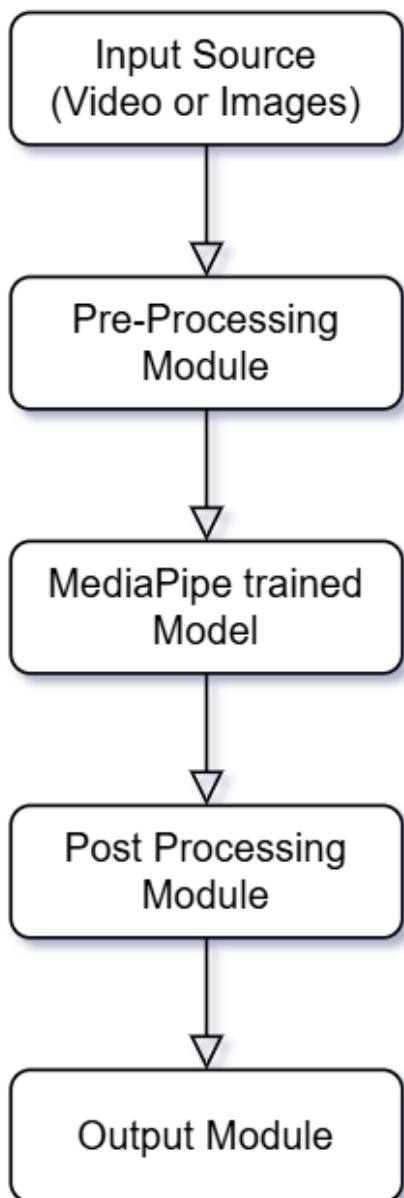 Input Source
(Video or Images)
Pre-Processing
Module
MediaPipe trained
Model
Post Processing
Module
Output Module